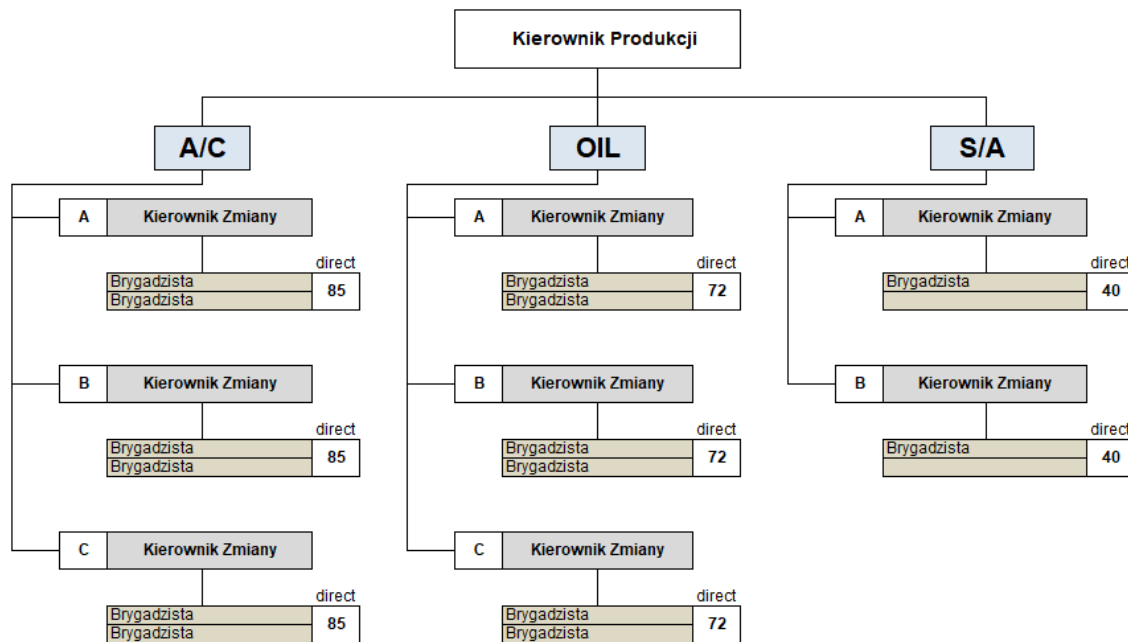 Kierownik Produkcji
A/C OIL S/A
A Kierownik Zmiany A Kierownik Zmiany A Kierownik Zmiany
direct direct direct
Brygadzista 85 Brygadzista 72 Brygadzista 40
Brygadzista Brygadzista
B Kierownik Zmiany B Kierownik Zmiany B Kierownik Zmiany
direct direct direct
Brygadzista 85 Brygadzista 72 Brygadzista 40
Brygadzista Brygadzista
C Kierownik Zmiany C Kierownik Zmiany
direct direct
Brygadzista 85 Brygadzista 72
Brygadzista Brygadzista